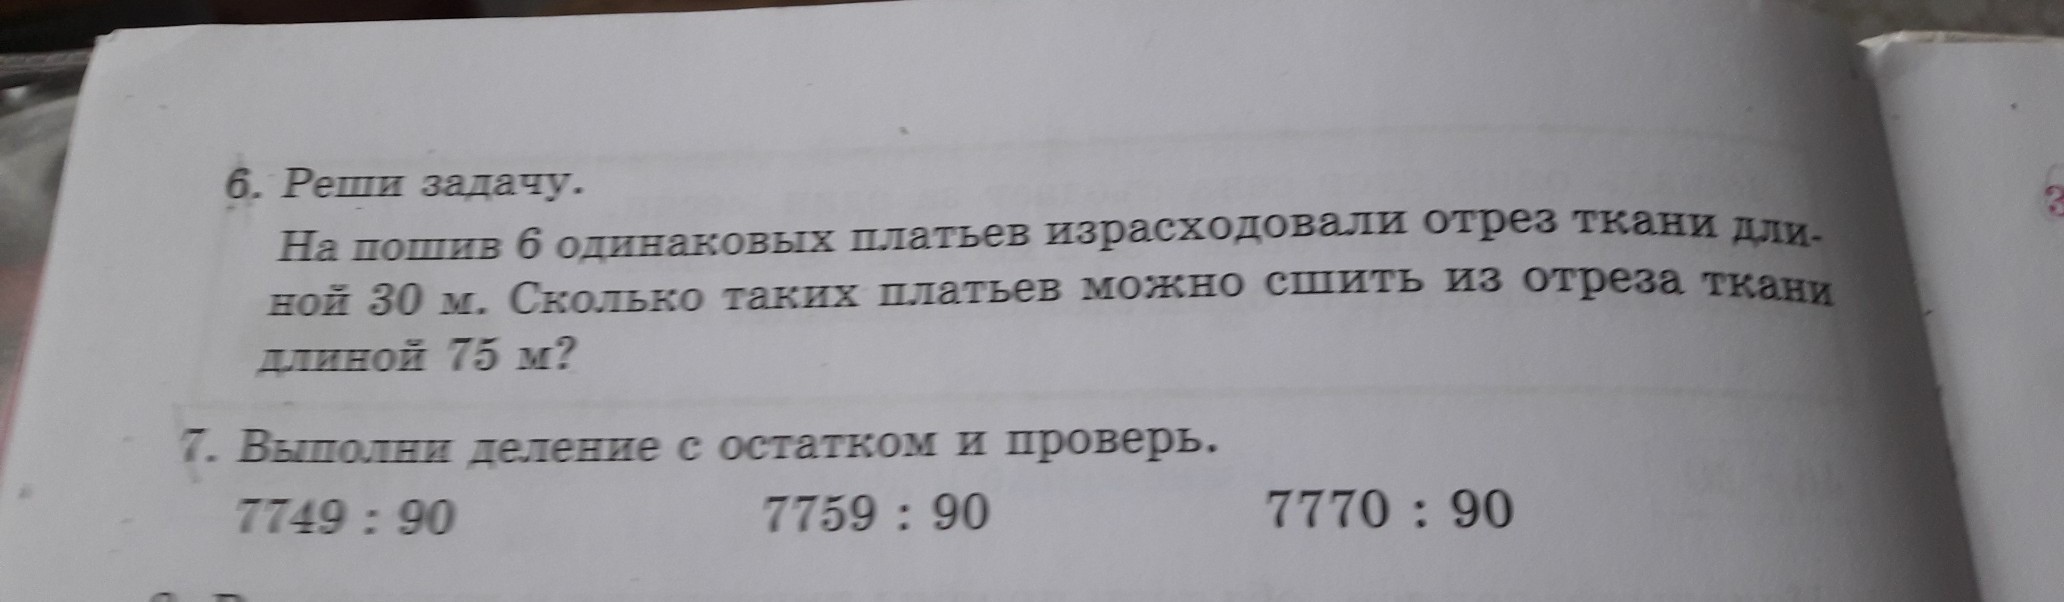 6. Реши задачу.
На пошив 6 одинаковых платьев израсходовали отрез ткани дли-
ной 30 м. Сколько таких платьев можно сшить из отреза ткани
длиной 75 м?
7. Выполни деление с остатком и проверь.
7749 : 90 7759 : 90 7770 : 90